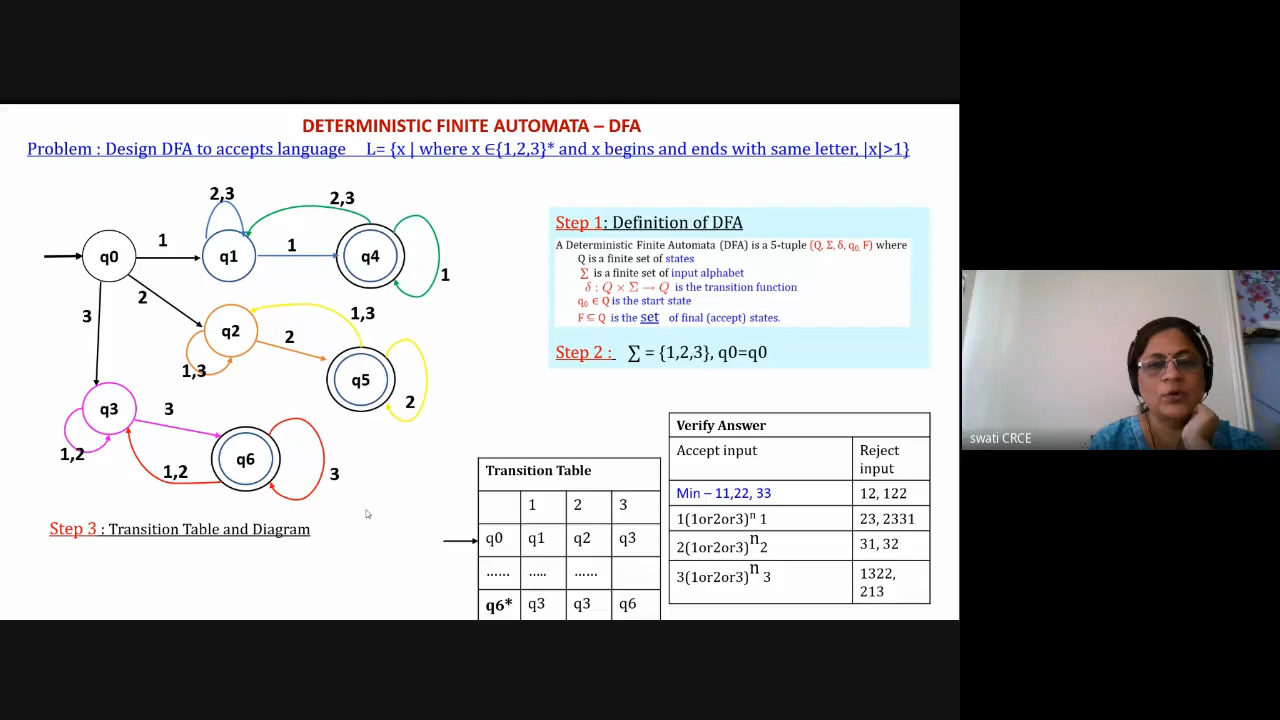 DETERMINISTIC FINITE AUTOMATA – DFA
Problem : Design DFA to accepts language L= {x | where x ∈{1,2,3}* and x begins and ends with same letter, |x|>1}
2,3
2,3
q0
1
q1
1
q4
1
2
3
q2
2
1,3
1,3
q5
2
q3
3
1,2
q6
1,2
3
Step 3 : Transition Table and Diagram
Step 1: Definition of DFA
A Deterministic Finite Automata (DFA) is a 5-tuple (Q, Σ, δ, q₀, F) where
Q is a finite set of states
Σ is a finite set of input alphabet
δ : Q × Σ → Q is the transition function
q₀ ∈ Q is the start state
F ⊆ Q is the set of final (accept) states.
Step 2 : Σ = {1,2,3}, q0=q0
Transition Table
1 2 3
q0 q1 q2 q3
...... ..... ......
q6* q3 q3 q6
Verify Answer
Accept input Reject input
Min – 11,22, 33 12, 122
1(1or2or3)ⁿ 1 23, 2331
2(1or2or3)ⁿ2 31, 32
3(1or2or3)ⁿ 3 1322, 213
swati CRCE